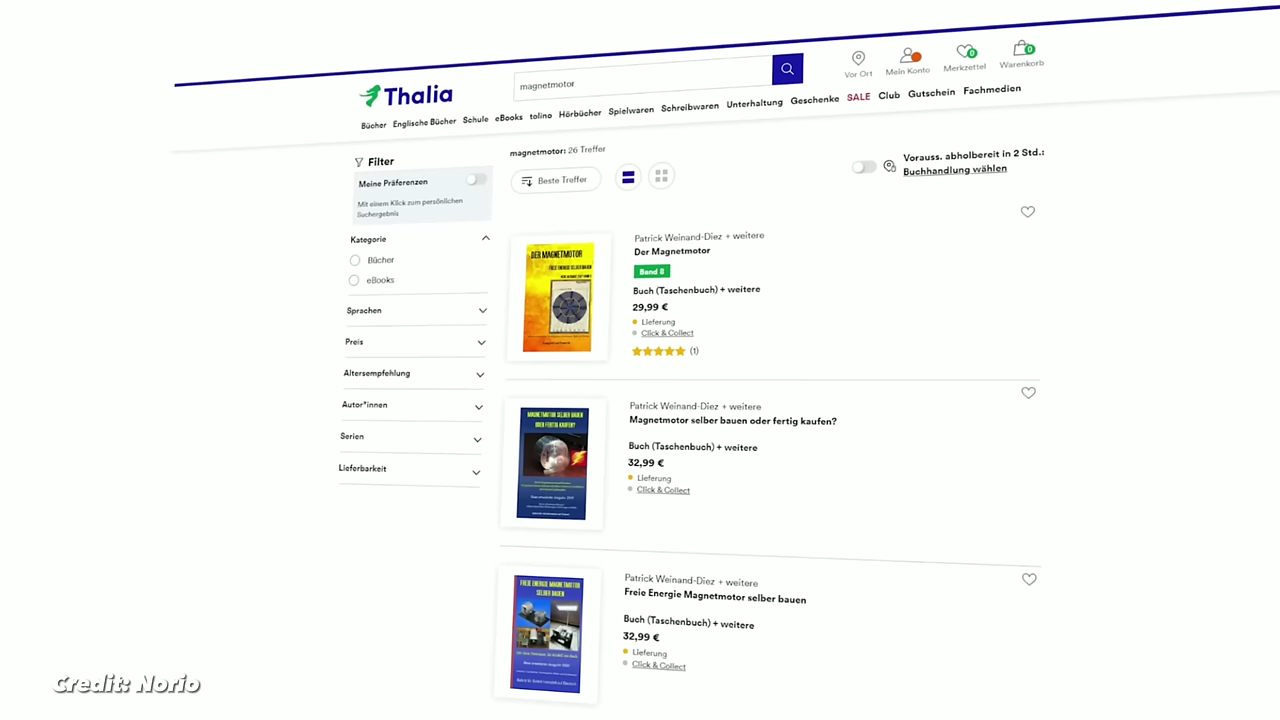 Thalia
magnetmotor
Vor Ort
Mein Konto
0
Merkzettel
0
Warenkorb
Bücher Englische Bücher Schule eBooks tolino Hörbücher Spielwaren Schreibwaren Unterhaltung Geschenke SALE Club Gutschein Fachmedien
Filter
Meine Präferenzen
Mit einem Klick zum persönlichen
Suchergebnis
Kategorie
Bücher
eBooks
Sprachen
Preis
Altersempfehlung
Autor*innen
Serien
Lieferbarkeit
magnetmotor: 26 Treffer
Beste Treffer
Vorauss. abholbereit in 2 Std.:
Buchhandlung wählen
DER MAGNETMOTOR
FREIE ENERGIE SELBER BAUEN
Patrick Weinand-Diez + weitere
Der Magnetmotor
Band 8
Buch (Taschenbuch) + weitere
29,99 €
Lieferung
Click & Collect
(1)
MAGNETMOTOR SELBER BAUEN
ODER FERTIG KAUFEN?
Patrick Weinand-Diez + weitere
Magnetmotor selber bauen oder fertig kaufen?
Buch (Taschenbuch) + weitere
32,99 €
Lieferung
Click & Collect
FREIE ENERGIE MAGNETMOTOR
SELBER BAUEN
Patrick Weinand-Diez + weitere
Freie Energie Magnetmotor selber bauen
Buch (Taschenbuch) + weitere
32,99 €
Lieferung
Click & Collect
Credit: Norio